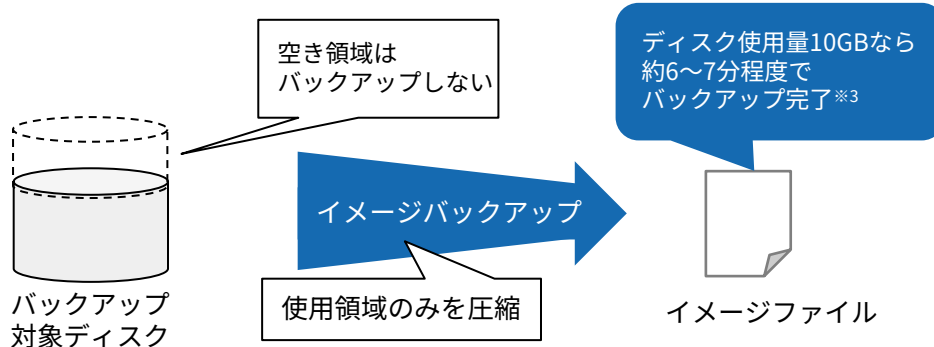 空き領域は
バックアップしない
ディスク使用量10GBなら
約6～7分程度で
バックアップ完了※3
イメージバックアップ
使用領域のみを圧縮
バックアップ
対象ディスク
イメージファイル